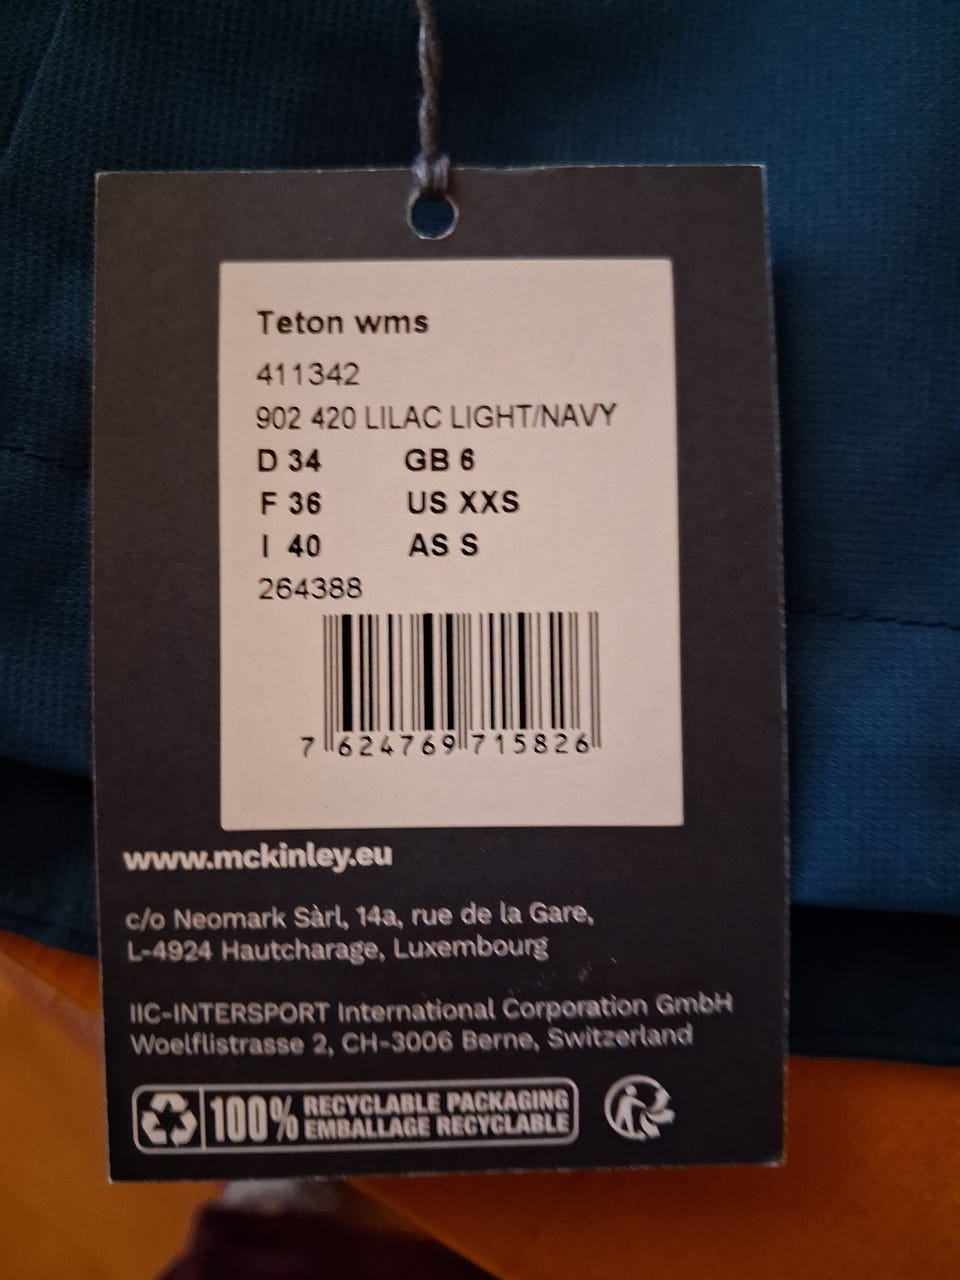 Teton wms
411342
902 420 LILAC LIGHT/NAVY
D 34 GB 6
F 36 US XXS
I 40 AS S
264388
7 624769 715826
www.mckinley.eu
c/o Neomark Sàrl, 14a, rue de la Gare,
L-4924 Hautcharage, Luxembourg
IIC-INTERSPORT International Corporation GmbH
Woelflistrasse 2, CH-3006 Berne, Switzerland
100% RECYCLABLE PACKAGING
EMBALLAGE RECYCLABLE